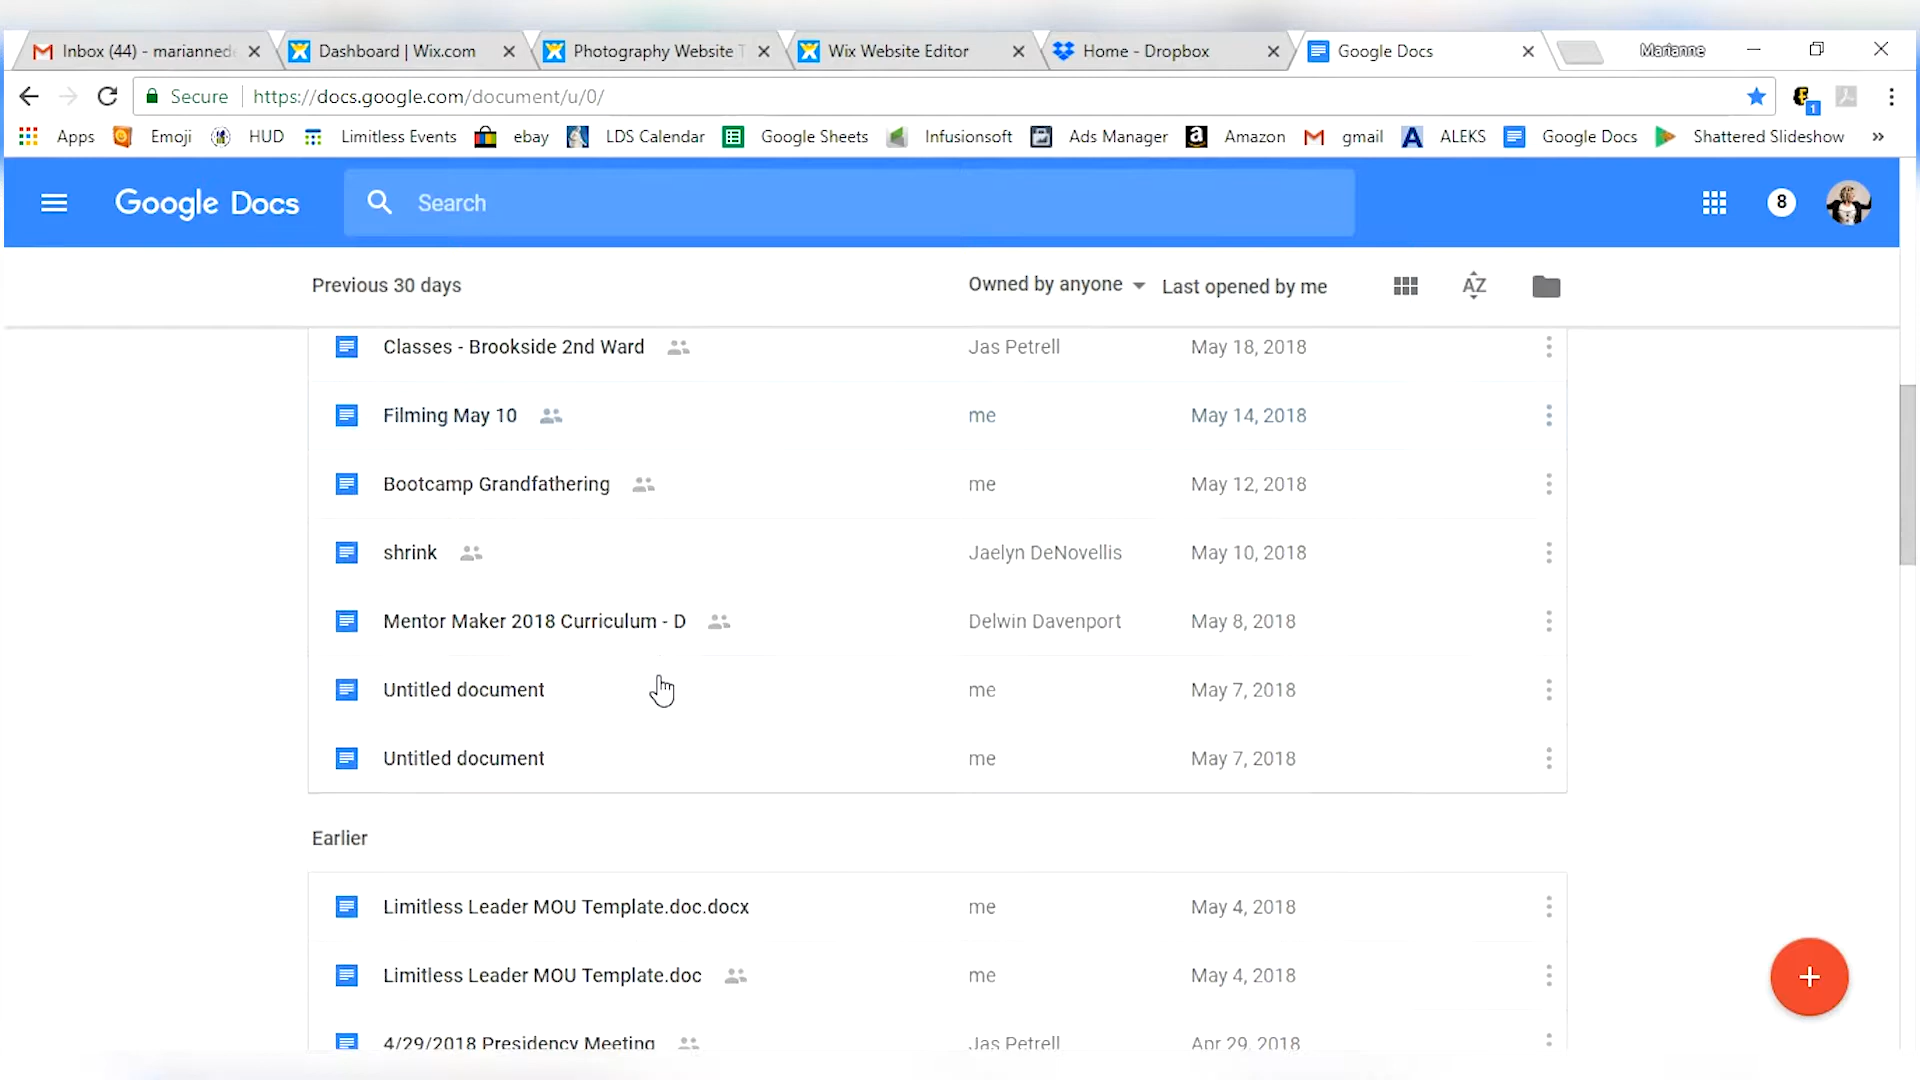 Inbox (44) - mariannede
Dashboard | Wix.com
Photography Website T
Wix Website Editor
Home - Dropbox
Google Docs
Marianne
Secure
https://docs.google.com/document/u/0/
1
Apps
Emoji
HUD
Limitless Events
ebay
LDS Calendar
Google Sheets
Infusionsoft
Ads Manager
Amazon
gmail
ALEKS
Google Docs
Shattered Slideshow
»
Google Docs
Search
8
Previous 30 days
Owned by anyone
Last opened by me
AZ
Classes - Brookside 2nd Ward Jas Petrell May 18, 2018
Filming May 10 me May 14, 2018
Bootcamp Grandfathering me May 12, 2018
shrink Jaelyn DeNovellis May 10, 2018
Mentor Maker 2018 Curriculum - D Delwin Davenport May 8, 2018
Untitled document me May 7, 2018
Untitled document me May 7, 2018
Earlier
Limitless Leader MOU Template.doc.docx me May 4, 2018
Limitless Leader MOU Template.doc me May 4, 2018
4/29/2018 Presidency Meeting Jas Petrell Apr 29, 2018